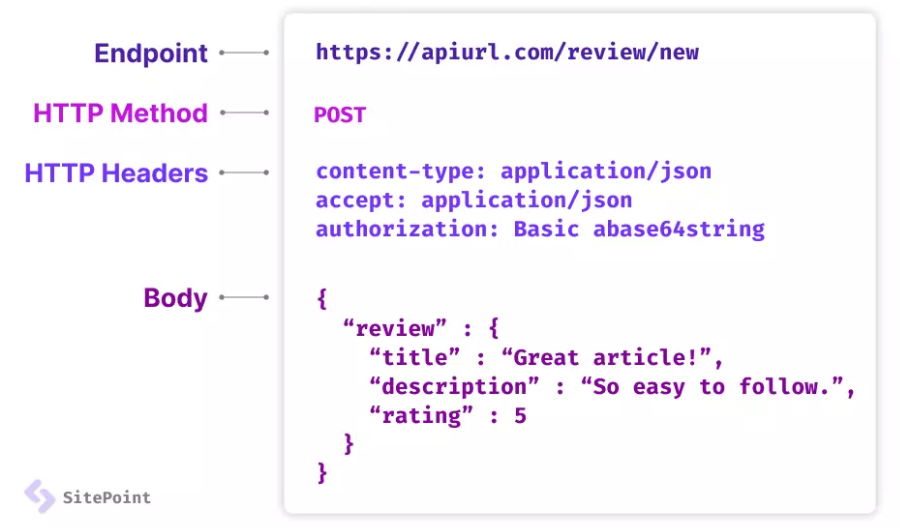 Endpoint https://apiurl.com/review/new
HTTP Method POST
HTTP Headers content-type: application/json
accept: application/json
authorization: Basic abase64string
Body {
“review” : {
“title” : “Great article!”,
“description” : “So easy to follow.”,
“rating” : 5
}
}
SitePoint